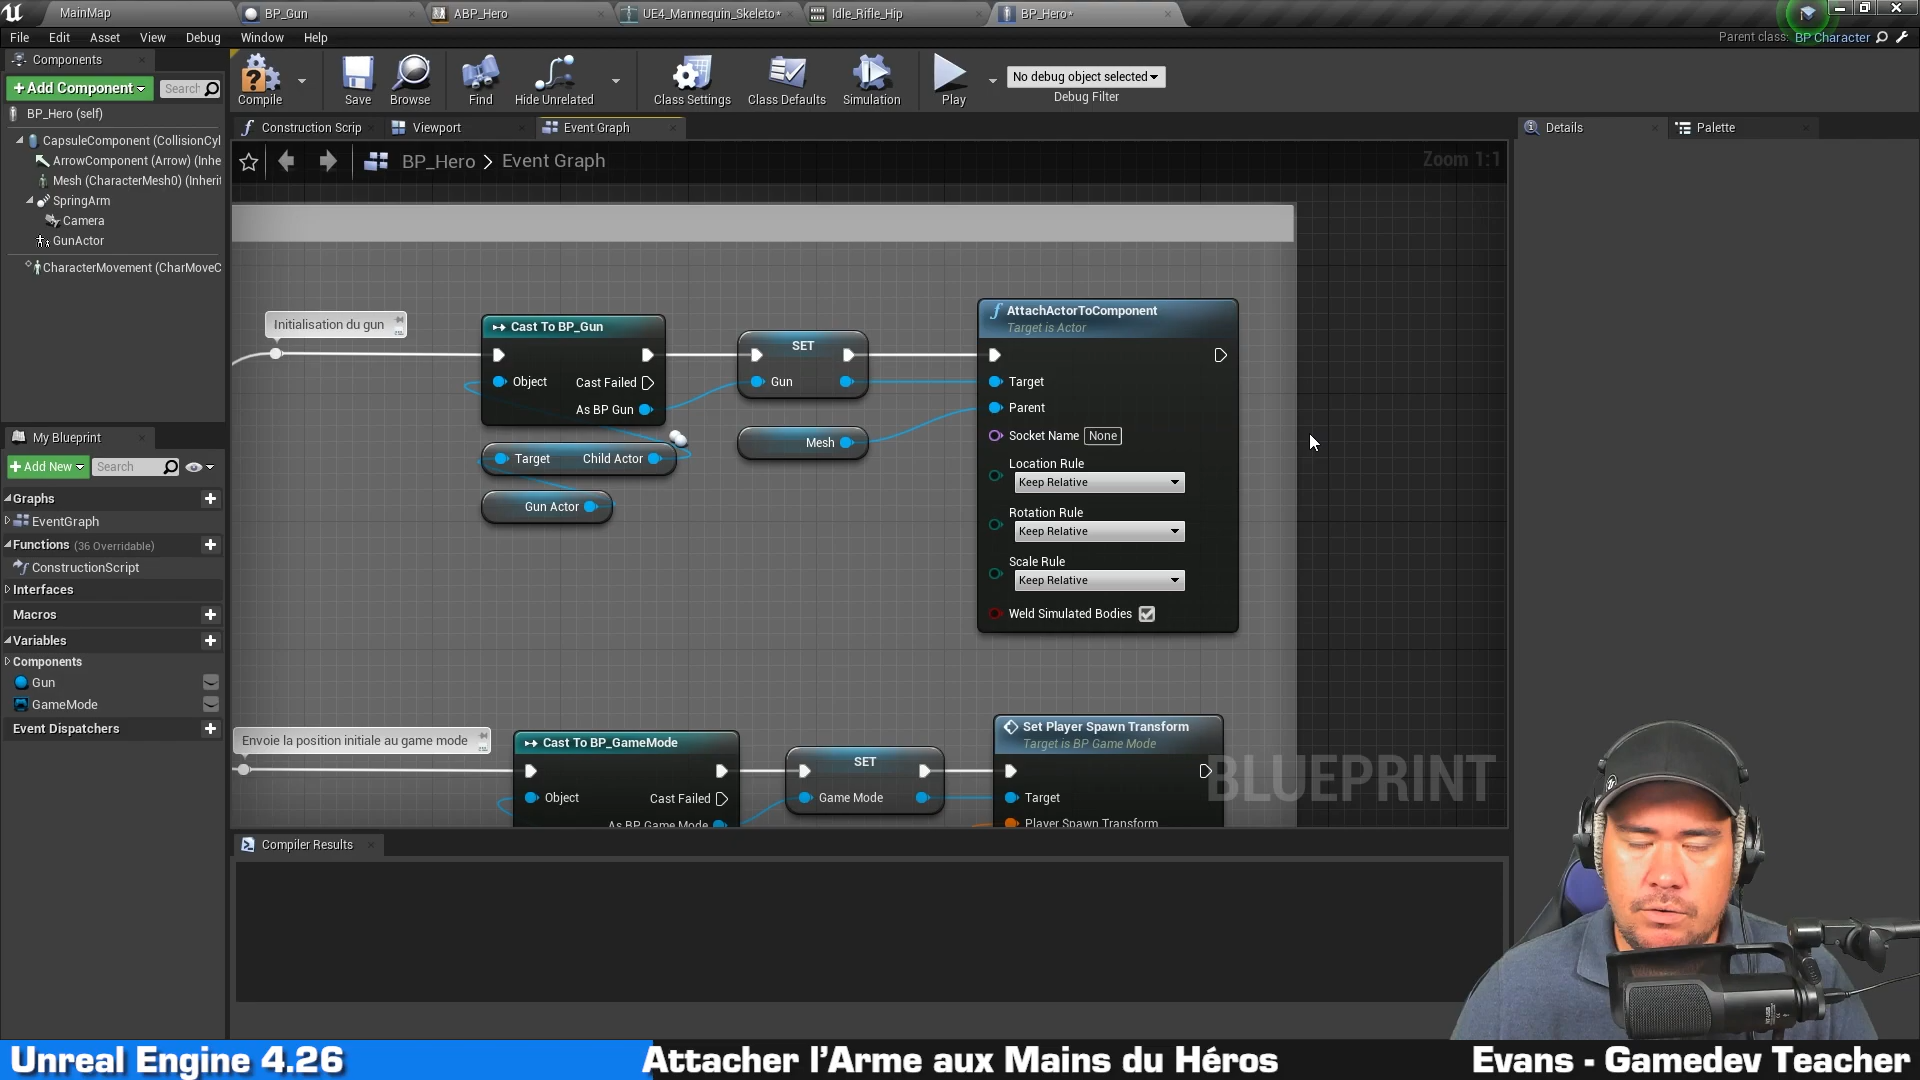 MainMap
BP_Gun
ABP_Hero
UE4_Mannequin_Skeleto*
Idle_Rifle_Hip
BP_Hero*
File Edit Asset View Debug Window Help
Parent class: BP Character
Components
+Add Component
Search
BP_Hero (self)
CapsuleComponent (CollisionCyl
ArrowComponent (Arrow) (Inhe
Mesh (CharacterMesh0) (Inherit
SpringArm
Camera
GunActor
CharacterMovement (CharMoveC
Compile
Save
Browse
Find
Hide Unrelated
Class Settings
Class Defaults
Simulation
Play
No debug object selected
Debug Filter
Construction Scrip
Viewport
Event Graph
Details
Palette
BP_Hero > Event Graph
Zoom 1:1
Initialisation du gun
Cast To BP_Gun
Object
Cast Failed
As BP Gun
Target Child Actor
Gun Actor
SET
Gun
Mesh
AttachActorToComponent
Target is Actor
Target
Parent
Socket Name None
Location Rule
Keep Relative
Rotation Rule
Keep Relative
Scale Rule
Keep Relative
Weld Simulated Bodies
My Blueprint
+Add New
Search
Graphs
EventGraph
Functions (36 Overridable)
ConstructionScript
Interfaces
Macros
Variables
Components
Gun
GameMode
Event Dispatchers
Envoie la position initiale au game mode
Cast To BP_GameMode
Object
Cast Failed
As BP Game Mode
SET
Game Mode
Set Player Spawn Transform
Target is BP Game Mode
Target
Player Spawn Transform
BLUEPRINT
Compiler Results
Unreal Engine 4.26
Attacher l'Arme aux Mains du Héros
Evans - Gamedev Teacher